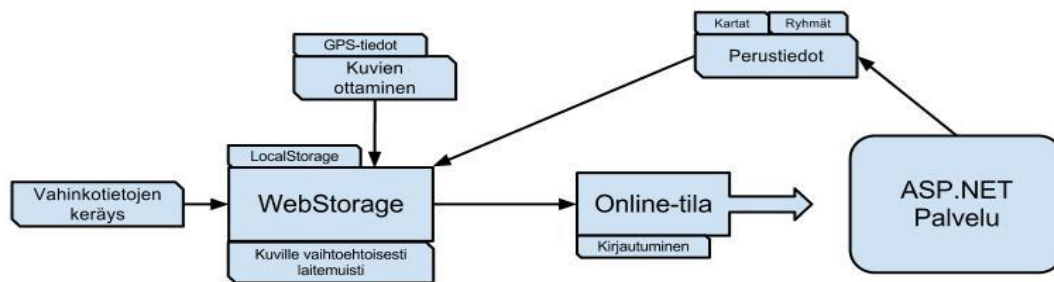 GPS-tiedot
Kuvien
ottaminen
Kartat
Ryhmät
Perustiedot
LocalStorage
Vahinkotietojen
keräys
WebStorage
Kuville vaihtoehtoisesti
laitemuisti
Online-tila
Kirjautuminen
ASP.NET
Palvelu